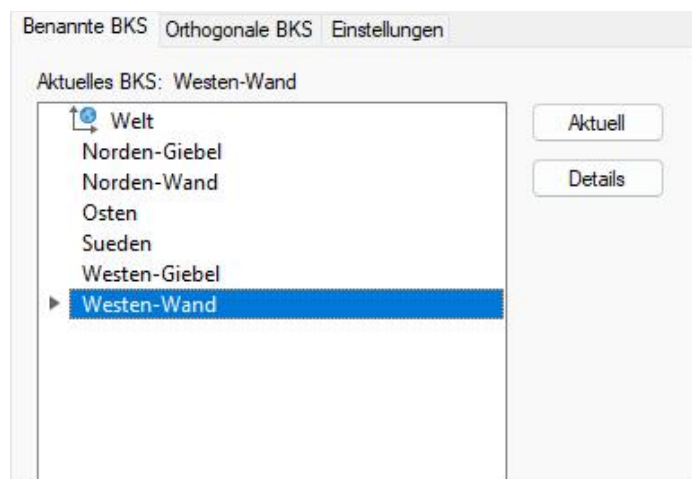 Benannte BKS Orthogonale BKS Einstellungen
Aktuelles BKS: Westen-Wand
Welt
Aktuell
Norden-Giebel
Norden-Wand
Details
Osten
Sueden
Westen-Giebel
Westen-Wand